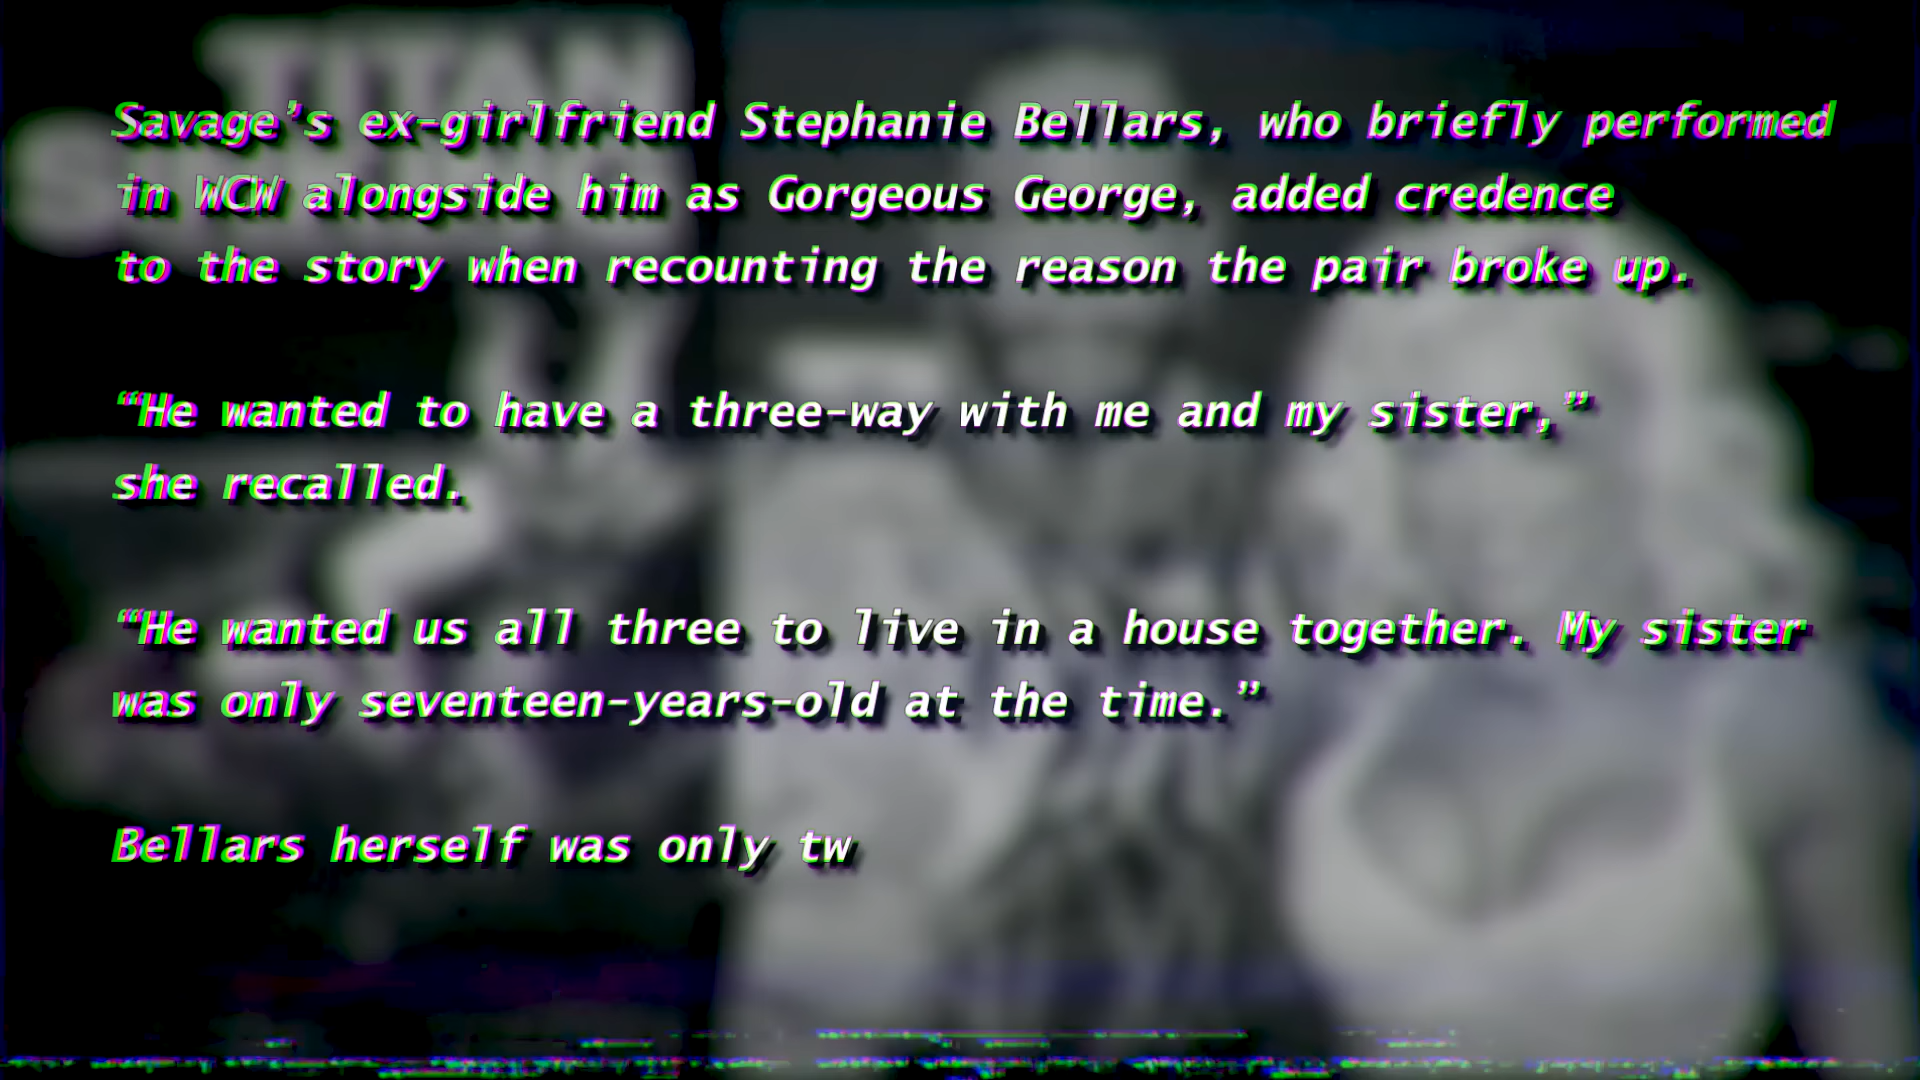 TITAN
Savage’s ex-girlfriend Stephanie Bellars, who briefly performed
in WCW alongside him as Gorgeous George, added credence
to the story when recounting the reason the pair broke up.
“He wanted to have a three-way with me and my sister,”
she recalled.
“He wanted us all three to live in a house together. My sister
was only seventeen-years-old at the time.”
Bellars herself was only tw